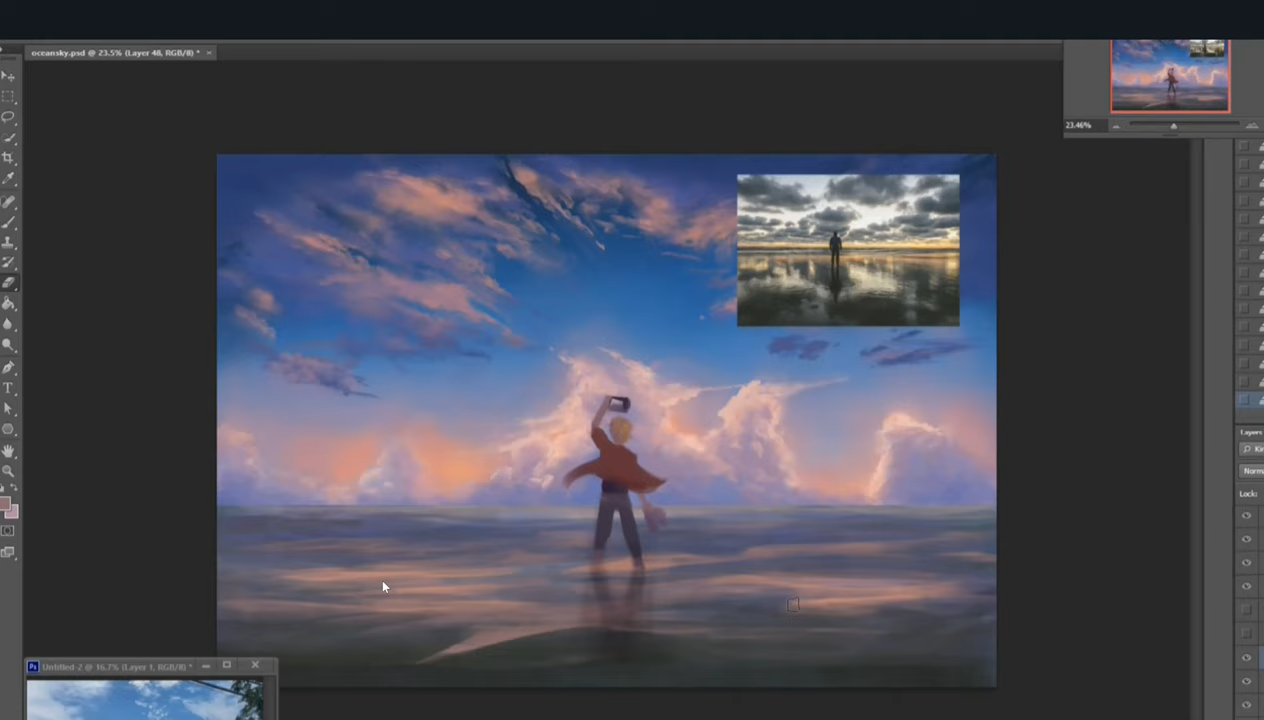 oceansky.psd @ 23.5% (Layer 48, RGB/8) *
23.46%
Layers
Norm
Lock:
Ps Untitled-2 @ 16.7% (Layer 1, RGB/8) *
T